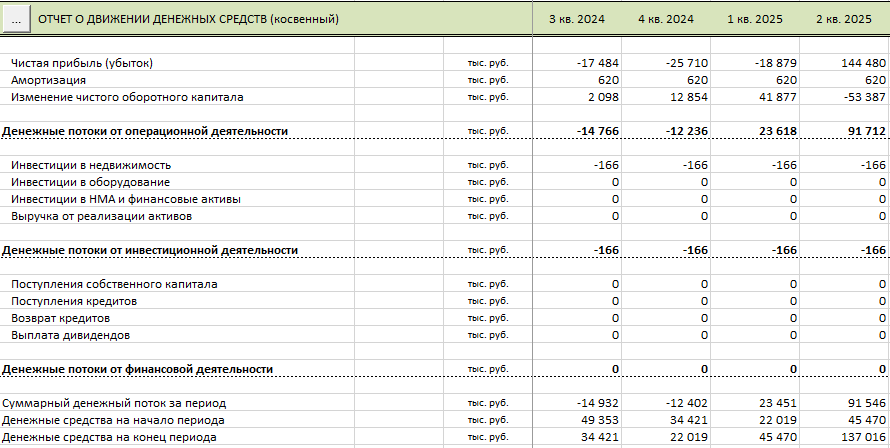 ... ОТЧЕТ О ДВИЖЕНИИ ДЕНЕЖНЫХ СРЕДСТВ (косвенный) 3 кв. 2024 4 кв. 2024 1 кв. 2025 2 кв. 2025
Чистая прибыль (убыток) тыс. руб. -17 484 -25 710 -18 879 144 480
Амортизация тыс. руб. 620 620 620 620
Изменение чистого оборотного капитала тыс. руб. 2 098 12 854 41 877 -53 387
Денежные потоки от операционной деятельности тыс. руб. -14 766 -12 236 23 618 91 712
Инвестиции в недвижимость тыс. руб. -166 -166 -166 -166
Инвестиции в оборудование тыс. руб. 0 0 0 0
Инвестиции в НМА и финансовые активы тыс. руб. 0 0 0 0
Выручка от реализации активов тыс. руб. 0 0 0 0
Денежные потоки от инвестиционной деятельности тыс. руб. -166 -166 -166 -166
Поступления собственного капитала тыс. руб. 0 0 0 0
Поступления кредитов тыс. руб. 0 0 0 0
Возврат кредитов тыс. руб. 0 0 0 0
Выплата дивидендов тыс. руб. 0 0 0 0
Денежные потоки от финансовой деятельности тыс. руб. 0 0 0 0
Суммарный денежный поток за период тыс. руб. -14 932 -12 402 23 451 91 546
Денежные средства на начало периода тыс. руб. 49 353 34 421 22 019 45 470
Денежные средства на конец периода тыс. руб. 34 421 22 019 45 470 137 016